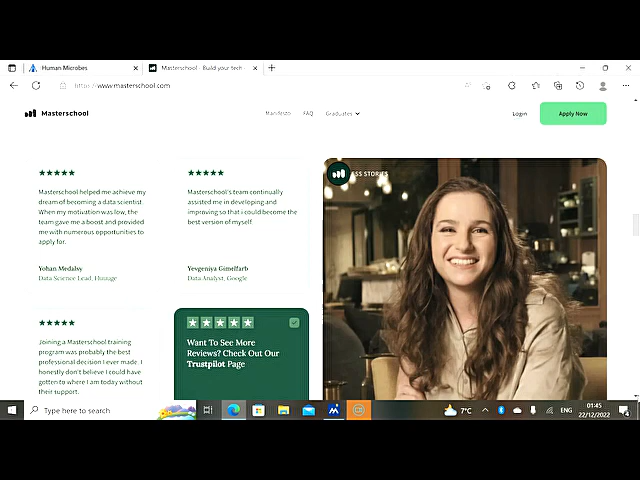 Human Microbes
Masterschool - Build your tech
https://www.masterschool.com
Masterschool
Manifesto FAQ Graduates
Login
Apply Now
Masterschool helped me achieve my
dream of becoming a data scientist.
When my motivation was low, the
team gave me a boost and provided
me with numerous opportunities to
apply for.
Yohan Medalsy
Data Science Lead,
Masterschool's team continually
assisted me in developing and
improving so that i could become the
best version of myself.
Yevgeniya Gimelfarb
Data Analyst, Google
STORIES
Joining a Masterschool training
program was probably the best
professional decision I ever made. I
honestly don't believe I could have
gotten to where I am today without
their support.
Want To See More
Reviews? Check Out Our
Trustpilot Page
Type here to search
7°C
ENG
01:45
22/12/2022